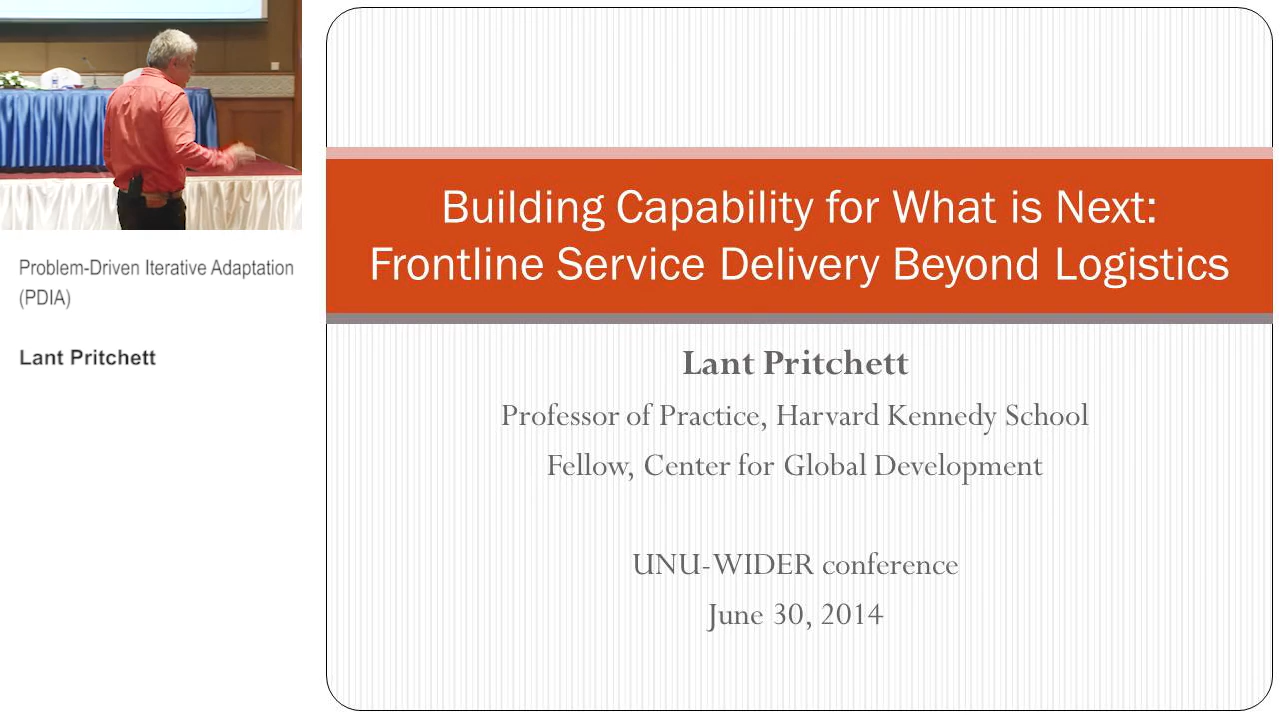 Problem-Driven Iterative Adaptation
(PDIA)
Lant Pritchett
Building Capability for What is Next:
Frontline Service Delivery Beyond Logistics
Lant Pritchett
Professor of Practice, Harvard Kennedy School
Fellow, Center for Global Development
UNU-WIDER conference
June 30, 2014